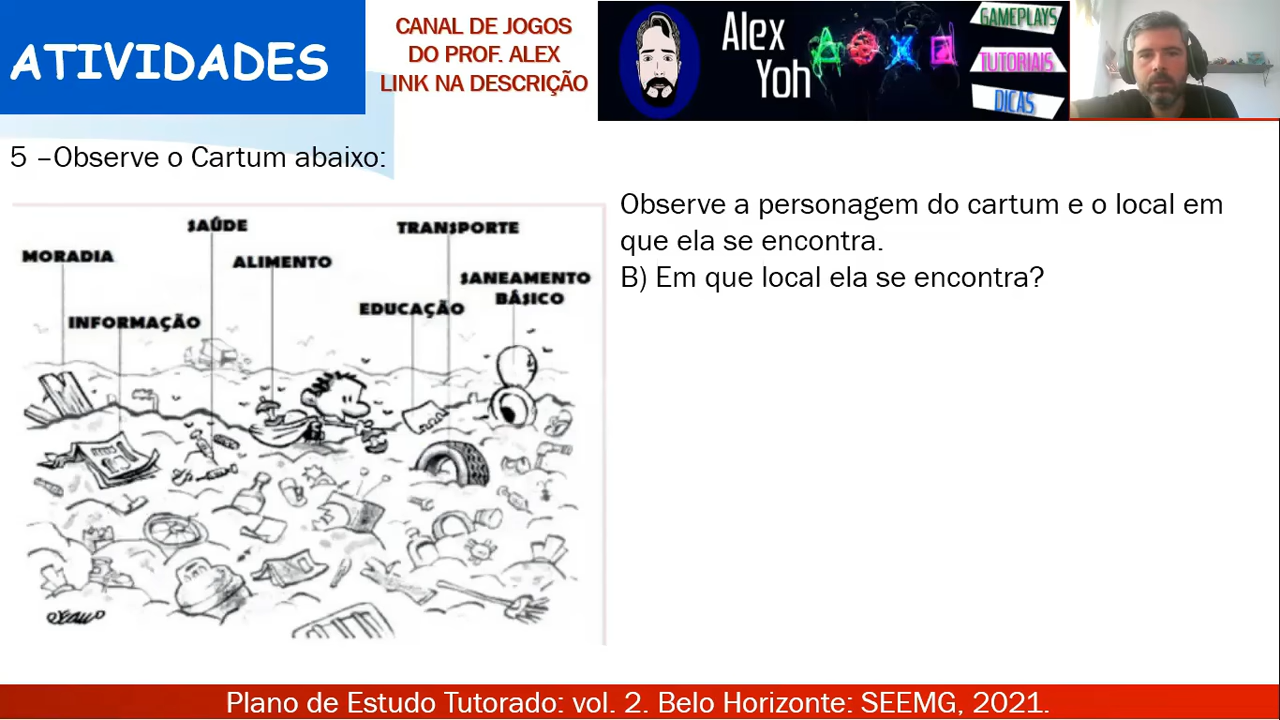 ATIVIDADES
CANAL DE JOGOS
DO PROF. ALEX
LINK NA DESCRIÇÃO
Alex
Yoh
GAMEPLAYS
TUTORIAIS
DICAS
5 –Observe o Cartum abaixo:
SAÚDE
TRANSPORTE
MORADIA
ALIMENTO
SANEAMENTO
BÁSICO
EDUCAÇÃO
INFORMAÇÃO
Observe a personagem do cartum e o local em
que ela se encontra.
B) Em que local ela se encontra?
Plano de Estudo Tutorado: vol. 2. Belo Horizonte: SEEMG, 2021.